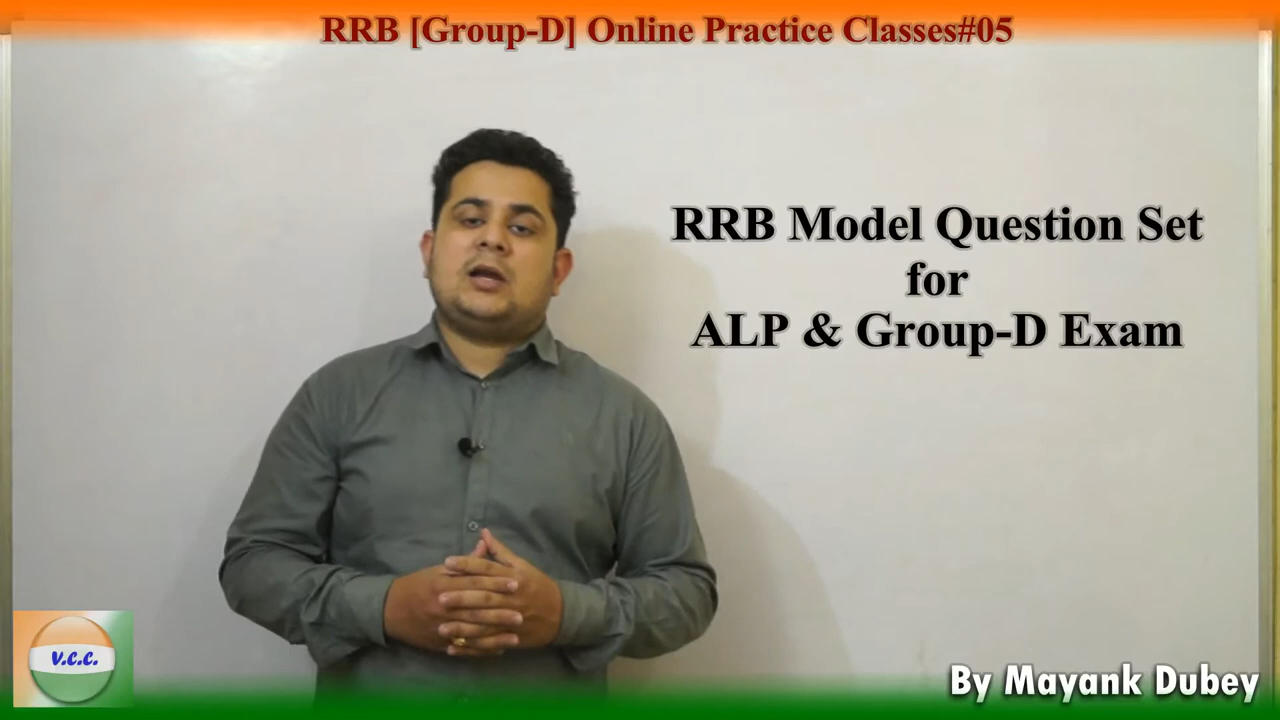 RRB [Group-D] Online Practice Classes#05
RRB Model Question Set
for
ALP & Group-D Exam
V.C.C.
By Mayank Dubey